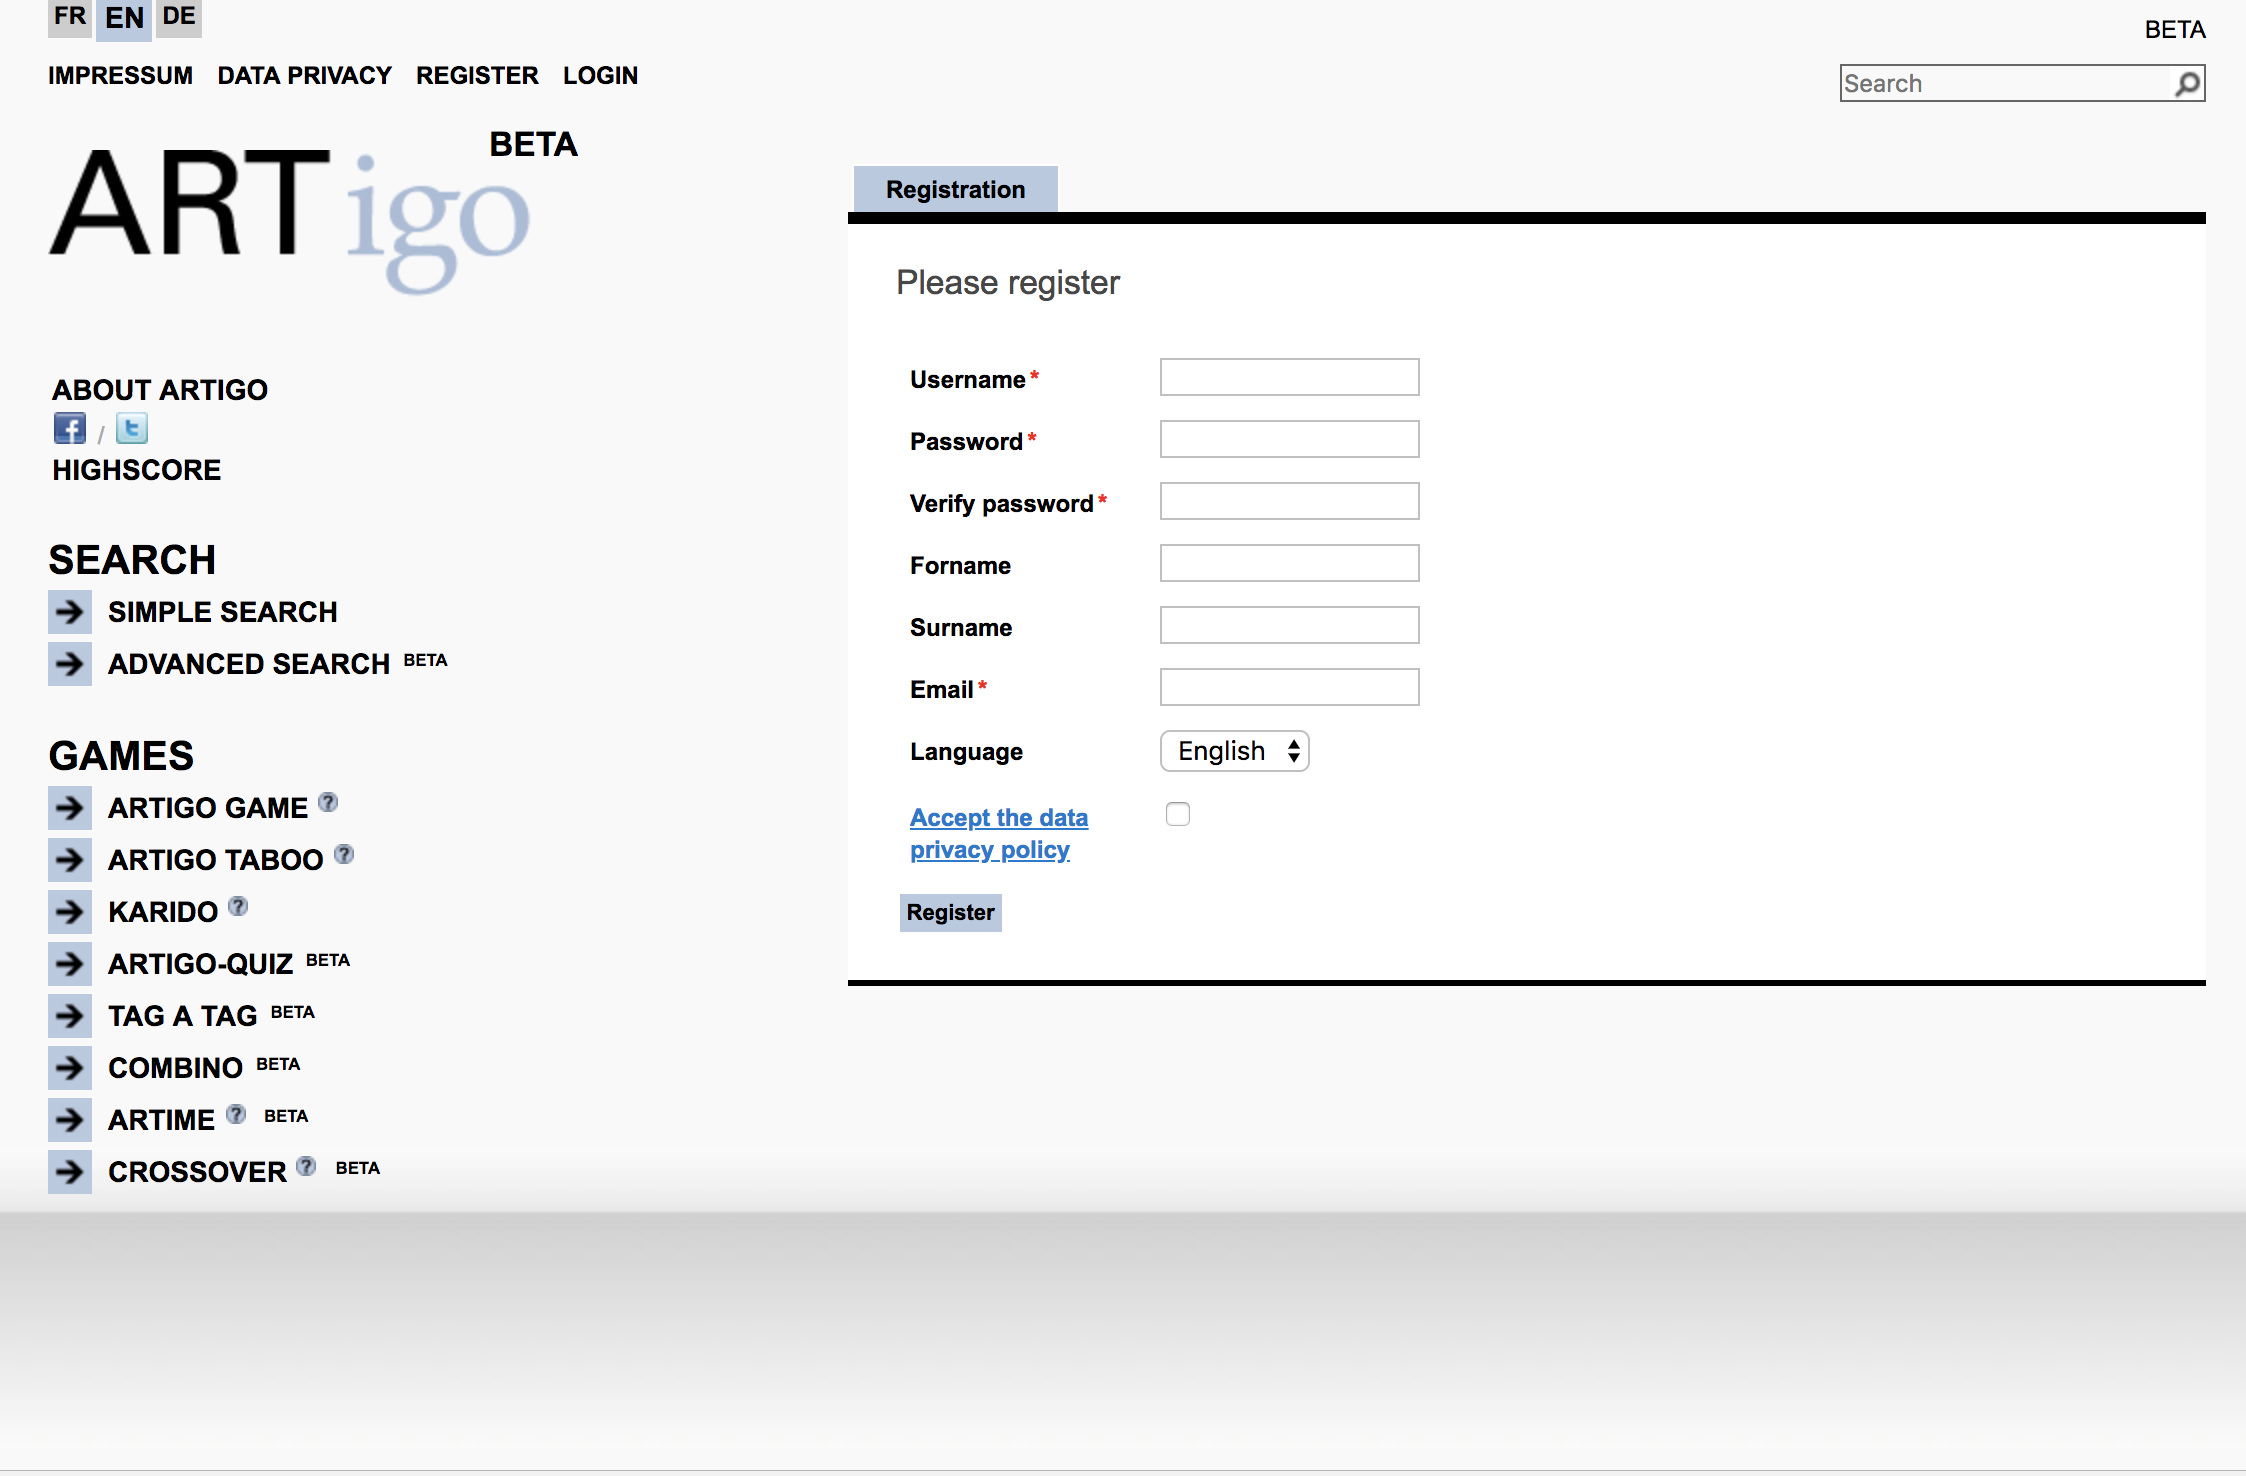 FR EN DE
BETA
IMPRESSUM DATA PRIVACY REGISTER LOGIN
Search
ARTigo BETA
ABOUT ARTIGO
/
HIGHSCORE
SEARCH
SIMPLE SEARCH
ADVANCED SEARCH BETA
GAMES
ARTIGO GAME ?
ARTIGO TABOO ?
KARIDO ?
ARTIGO-QUIZ BETA
TAG A TAG BETA
COMBINO BETA
ARTIME ? BETA
CROSSOVER ? BETA
Registration
Please register
Username*
Password*
Verify password*
Forname
Surname
Email*
Language English
Accept the data
privacy policy
Register